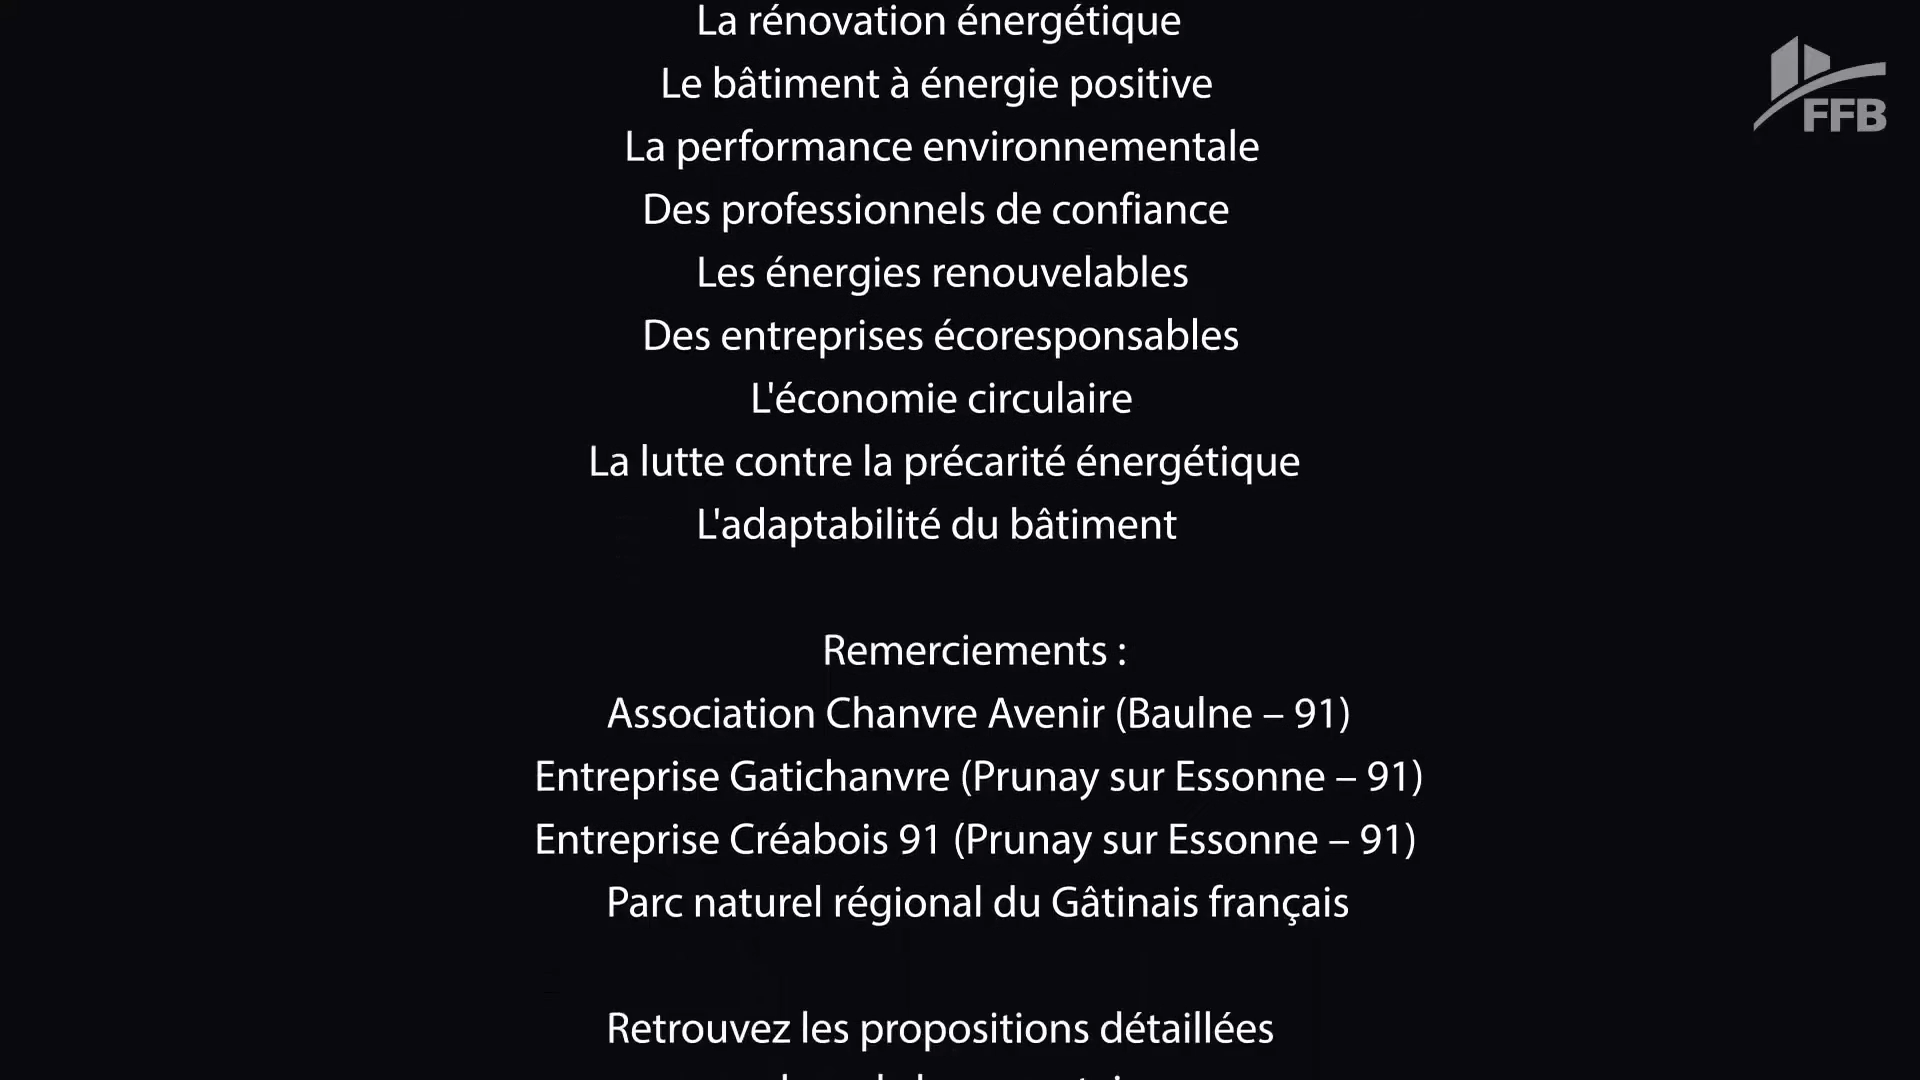 La rénovation énergétique
Le bâtiment à énergie positive
La performance environnementale
Des professionnels de confiance
Les énergies renouvelables
Des entreprises écoresponsables
L'économie circulaire
La lutte contre la précarité énergétique
L'adaptabilité du bâtiment
Remerciements :
Association Chanvre Avenir (Baulne – 91)
Entreprise Gatichanvre (Prunay sur Essonne – 91)
Entreprise Créabois 91 (Prunay sur Essonne – 91)
Parc naturel régional du Gâtinais français
Retrouvez les propositions détaillées
FFB